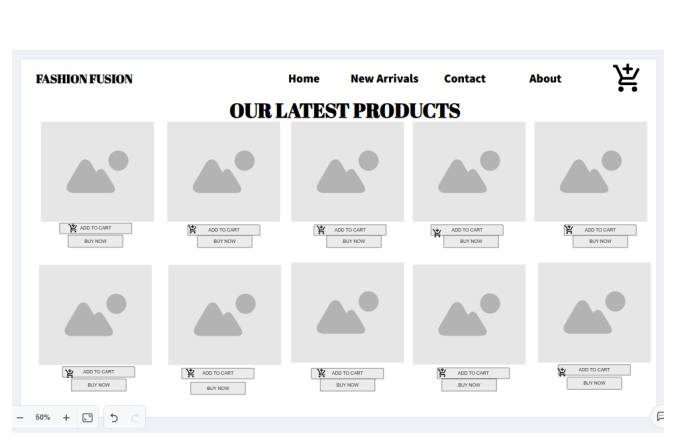 FASHION FUSION Home New Arrivals Contact About
OUR LATEST PRODUCTS
ADD TO CART ADD TO CART ADD TO CART ADD TO CART ADD TO CART
BUY NOW BUY NOW BUY NOW BUY NOW BUY NOW
ADD TO CART ADD TO CART ADD TO CART ADD TO CART ADD TO CART
BUY NOW BUY NOW BUY NOW BUY NOW BUY NOW
50%